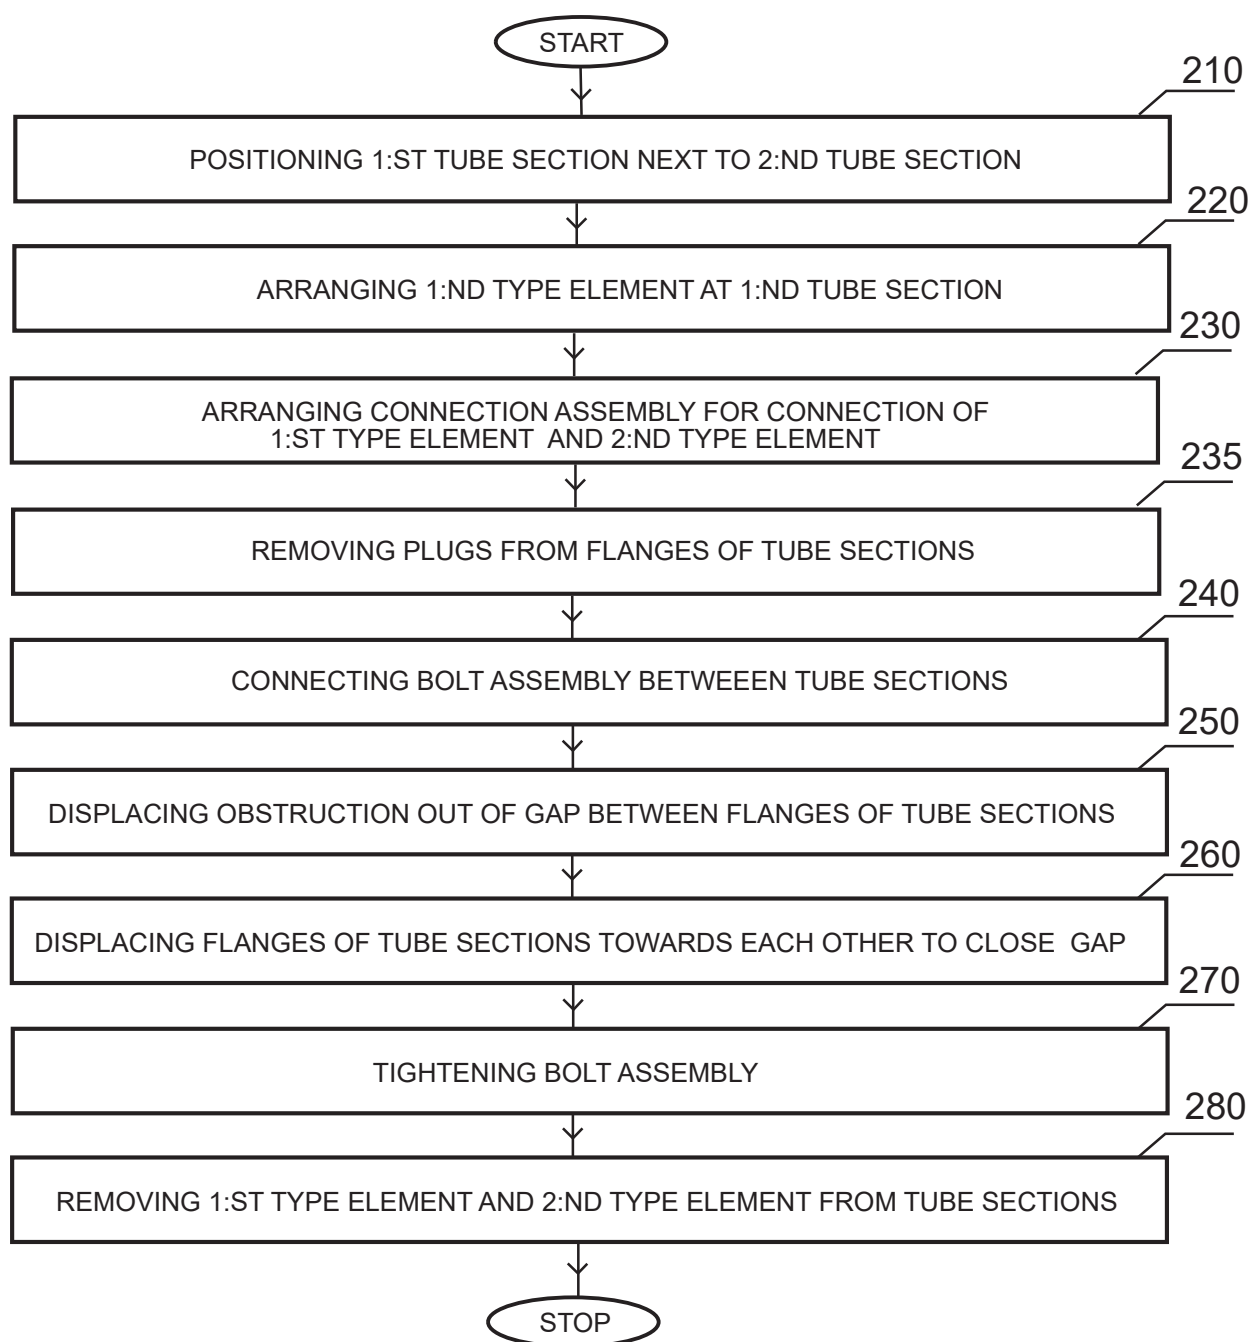 START
210
POSITIONING 1:ST TUBE SECTION NEXT TO 2:ND TUBE SECTION
220
ARRANGING 1:ND TYPE ELEMENT AT 1:ND TUBE SECTION
230
ARRANGING CONNECTION ASSEMBLY FOR CONNECTION OF
1:ST TYPE ELEMENT AND 2:ND TYPE ELEMENT
235
REMOVING PLUGS FROM FLANGES OF TUBE SECTIONS
240
CONNECTING BOLT ASSEMBLY BETWEEEN TUBE SECTIONS
250
DISPLACING OBSTRUCTION OUT OF GAP BETWEEN FLANGES OF TUBE SECTIONS
260
DISPLACING FLANGES OF TUBE SECTIONS TOWARDS EACH OTHER TO CLOSE GAP
270
TIGHTENING BOLT ASSEMBLY
280
REMOVING 1:ST TYPE ELEMENT AND 2:ND TYPE ELEMENT FROM TUBE SECTIONS
STOP